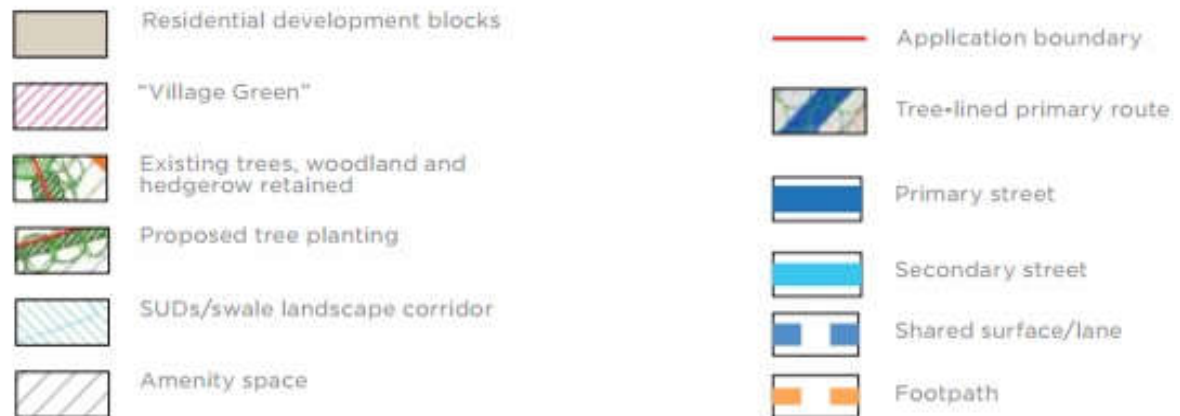 Residential development blocks
"Village Green"
Existing trees, woodland and
hedgerow retained
Proposed tree planting
SUDs/swale landscape corridor
Amenity space
Application boundary
Tree-lined primary route
Primary street
Secondary street
Shared surface/lane
Footpath